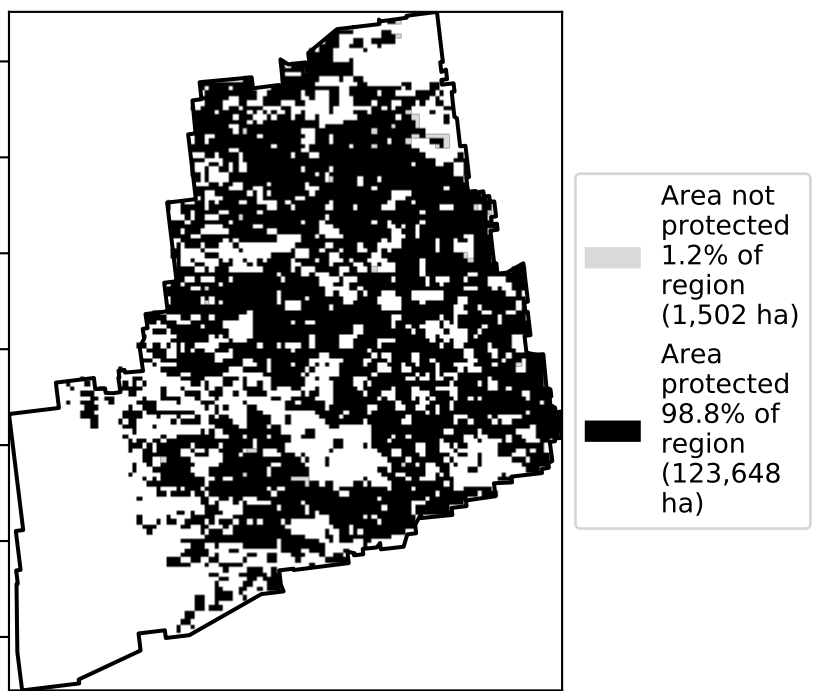 Area not
protected
1.2% of
region
(1,502 ha)
Area
protected
98.8% of
region
(123,648
ha)